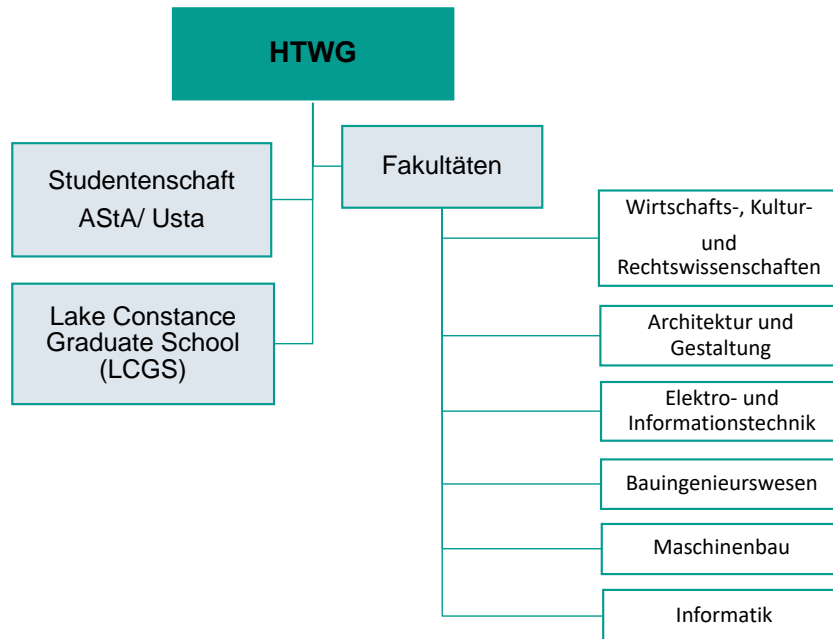 HTWG
Studentenschaft
AStA/ Usta
Fakultäten
Lake Constance
Graduate School
(LCGS)
Wirtschafts-, Kultur-
und
Rechtswissenschaften
Architektur und
Gestaltung
Elektro- und
Informationstechnik
Bauingenieurswesen
Maschinenbau
Informatik